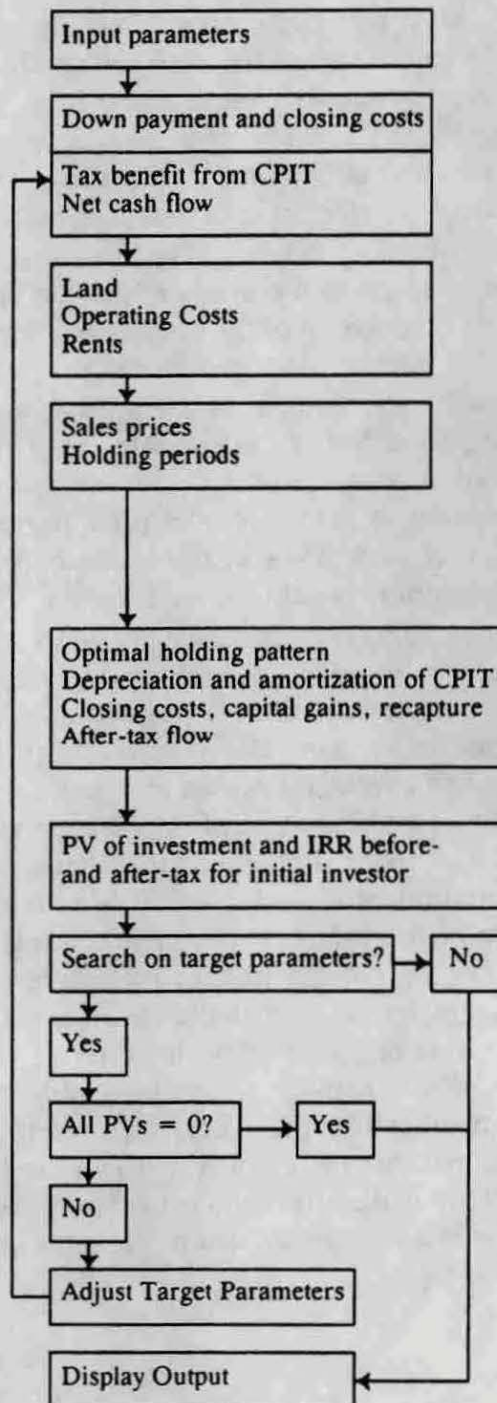 Input parameters
Down payment and closing costs
Tax benefit from CPIT
Net cash flow
Land
Operating Costs
Rents
Sales prices
Holding periods
Optimal holding pattern
Depreciation and amortization of CPIT
Closing costs, capital gains, recapture
After-tax flow
PV of investment and IRR before-
and after-tax for initial investor
Search on target parameters?
No
Yes
All PVs = 0?
Yes
No
Adjust Target Parameters
Display Output